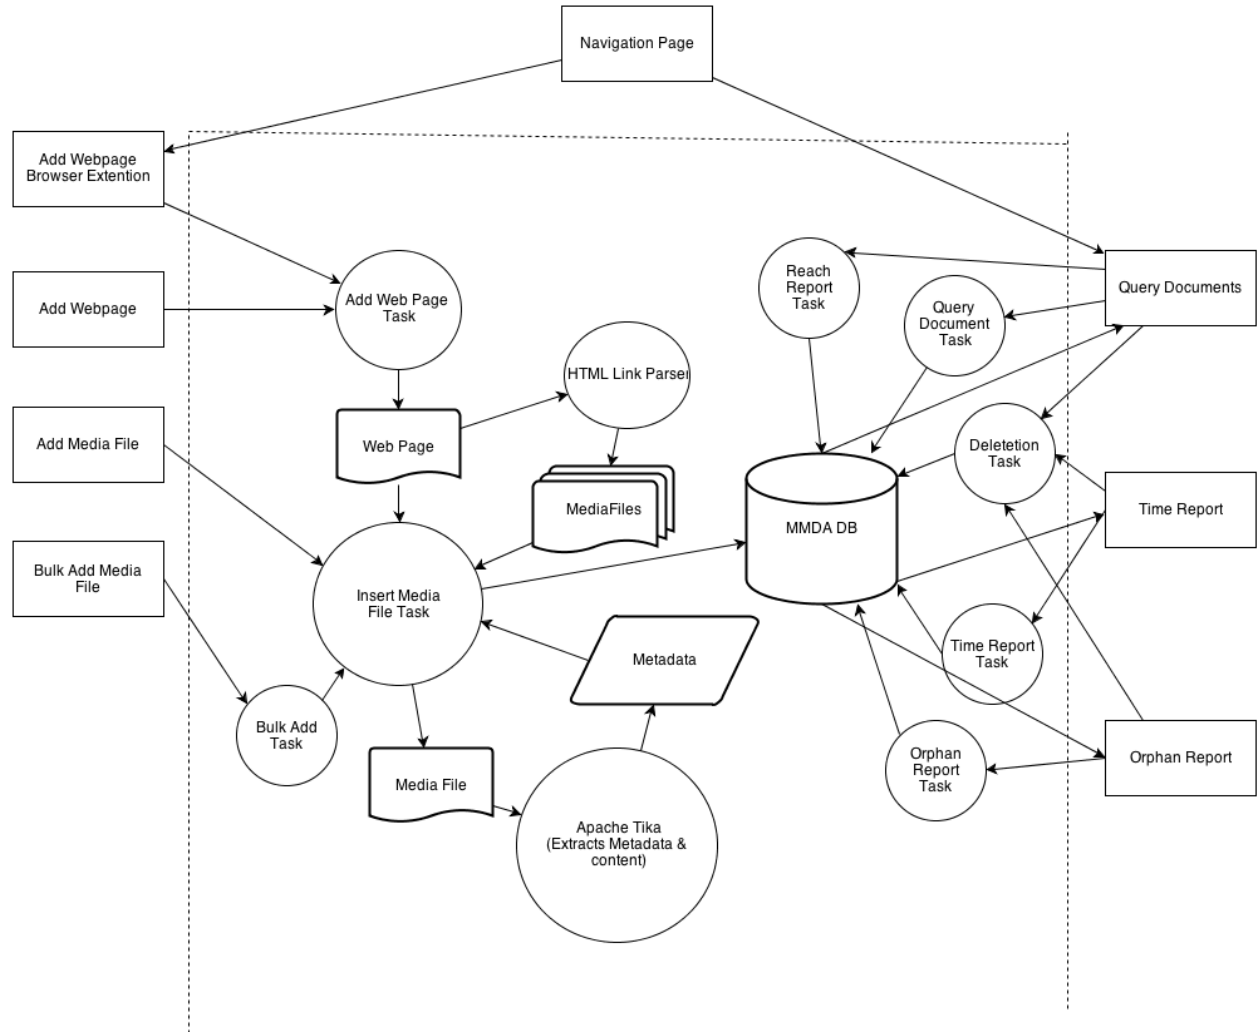 Navigation Page
Add Webpage
Browser Extention
Add Webpage
Add Media File
Bulk Add Media
File
Add Web Page
Task
HTML Link Parser
Web Page
MediaFiles
Insert Media
File Task
Bulk Add
Task
Media File
Metadata
Apache Tika
(Extracts Metadata &
content)
Reach
Report
Task
Query
Document
Task
MMDA DB
Deletetion
Task
Time Report
Task
Orphan
Report
Task
Query Documents
Time Report
Orphan Report